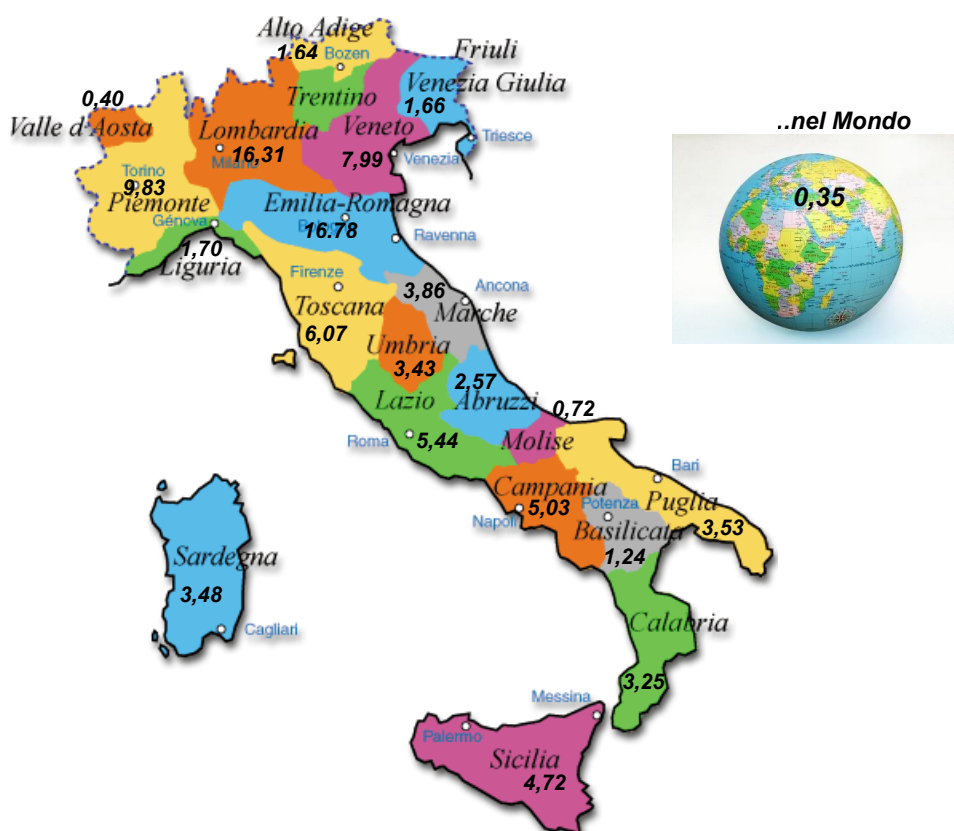 Alto Adige
1.64
Bozen
Friuli
Venezia Giulia
1,66
Trentino
0,40
Valle d'Aosta
Lombardia
16,31
Veneto
7,99
Venezia
Triesce
..nel Mondo
0,35
Torino
9,83
Piemonte
Emilia-Romagna
16.78
Ravenna
Génova
1,70
Liguria
Firenze
Toscana
6,07
3,86
Ancona
Marche
Umbria
3,43
2,57
Abruzzi
Lazio
0,72
Molise
Roma
5,44
Campania
5,03
Napoli
Bari
Puglia
3,53
Potenza
Basilicata
1,24
Sardegna
3,48
Cagliari
Calabria
3,25
Messina
Palermo
Sicilia
4,72